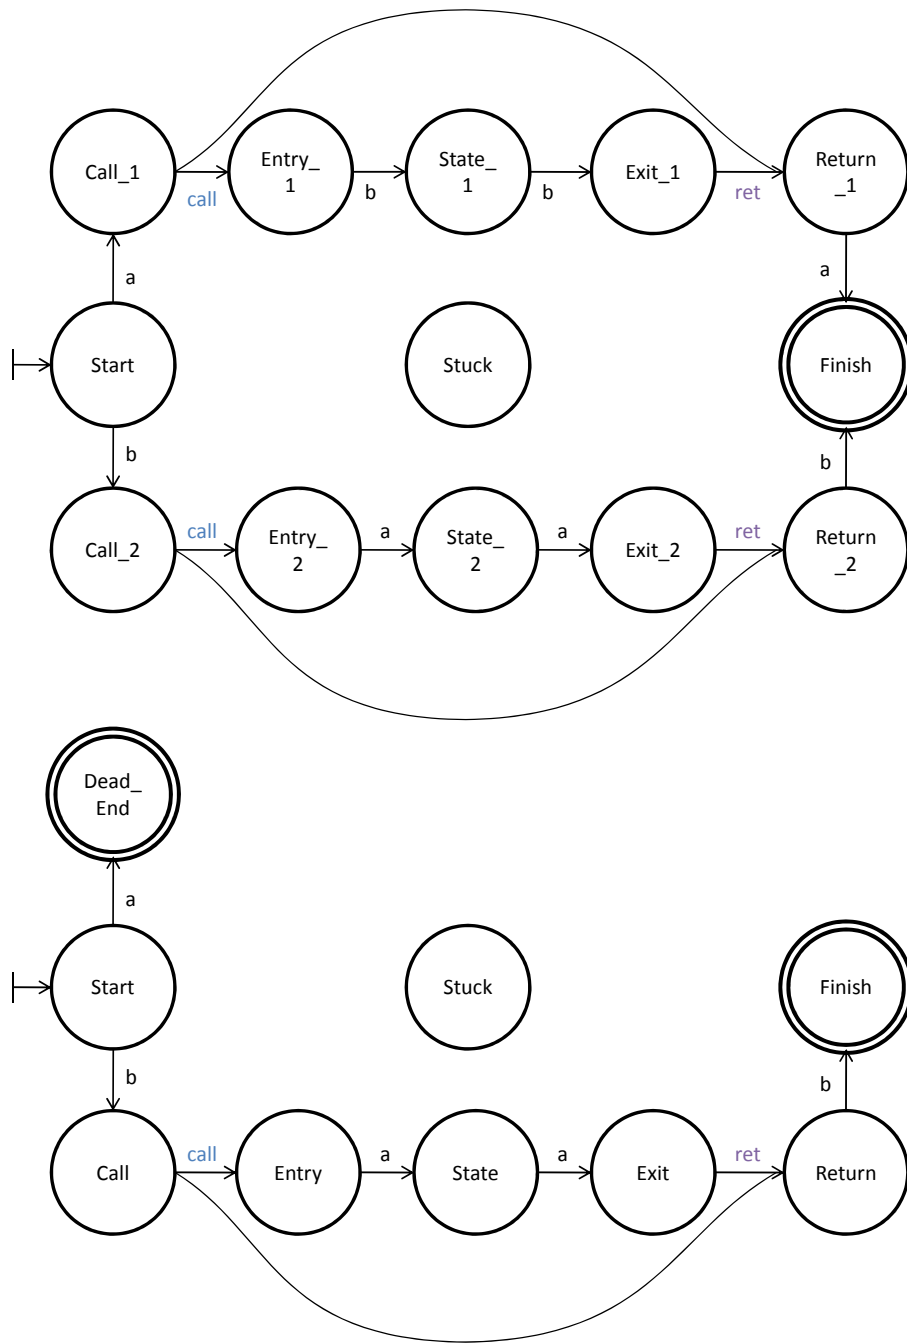 Call_1
call
Entry_
1
b
State_
1
b
Exit_1
ret
Return
_1
a
a
Start
Stuck
Finish
b
b
Call_2
call
Entry_
2
a
State_
2
a
Exit_2
ret
Return
_2
Dead_
End
a
Start
Stuck
Finish
b
b
Call
call
Entry
a
State
a
Exit
ret
Return